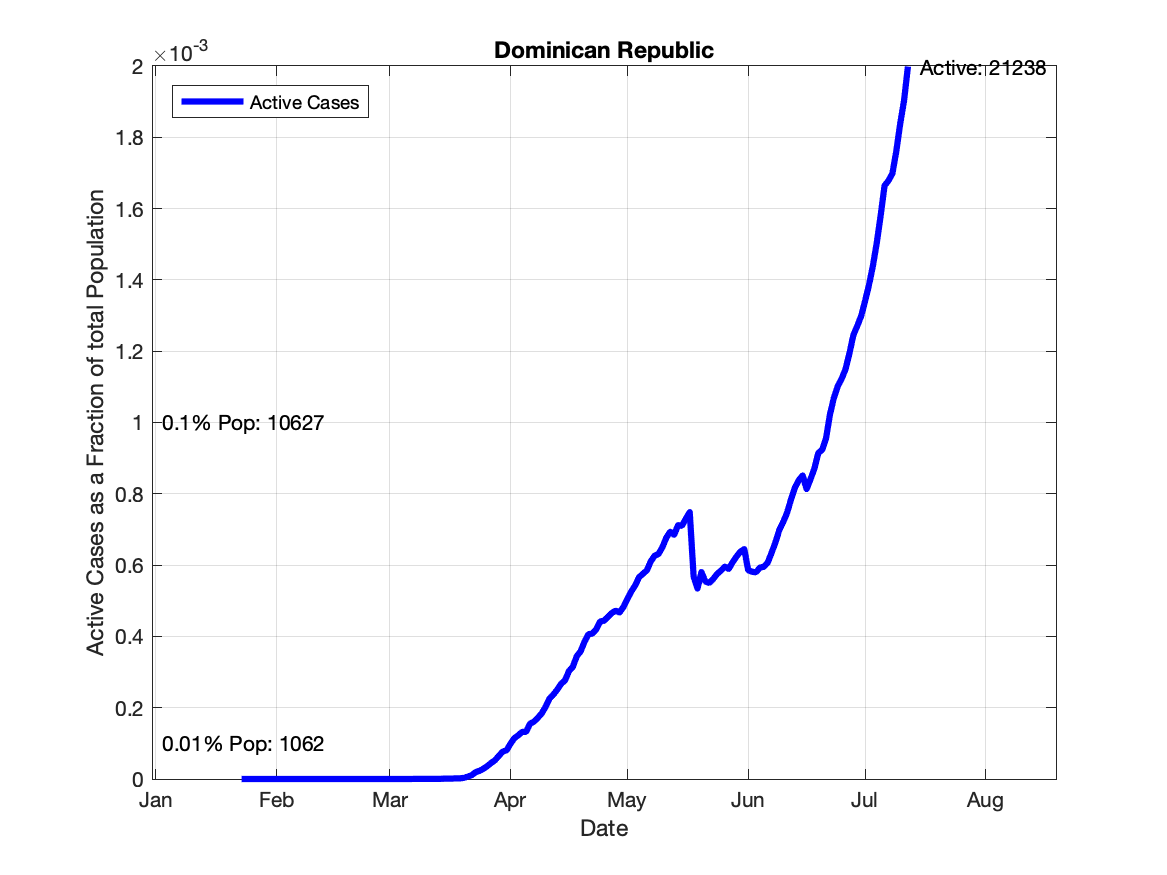 Dominican Republic
×10-3
2
Active: 21238
Active Cases
1.8
1.6
1.4
1.2
1
0.1% Pop: 10627
0.8
0.6
0.4
0.2
0.01% Pop: 1062
0
Active Cases as a Fraction of total Population
Jan Feb Mar Apr May Jun Jul Aug
Date